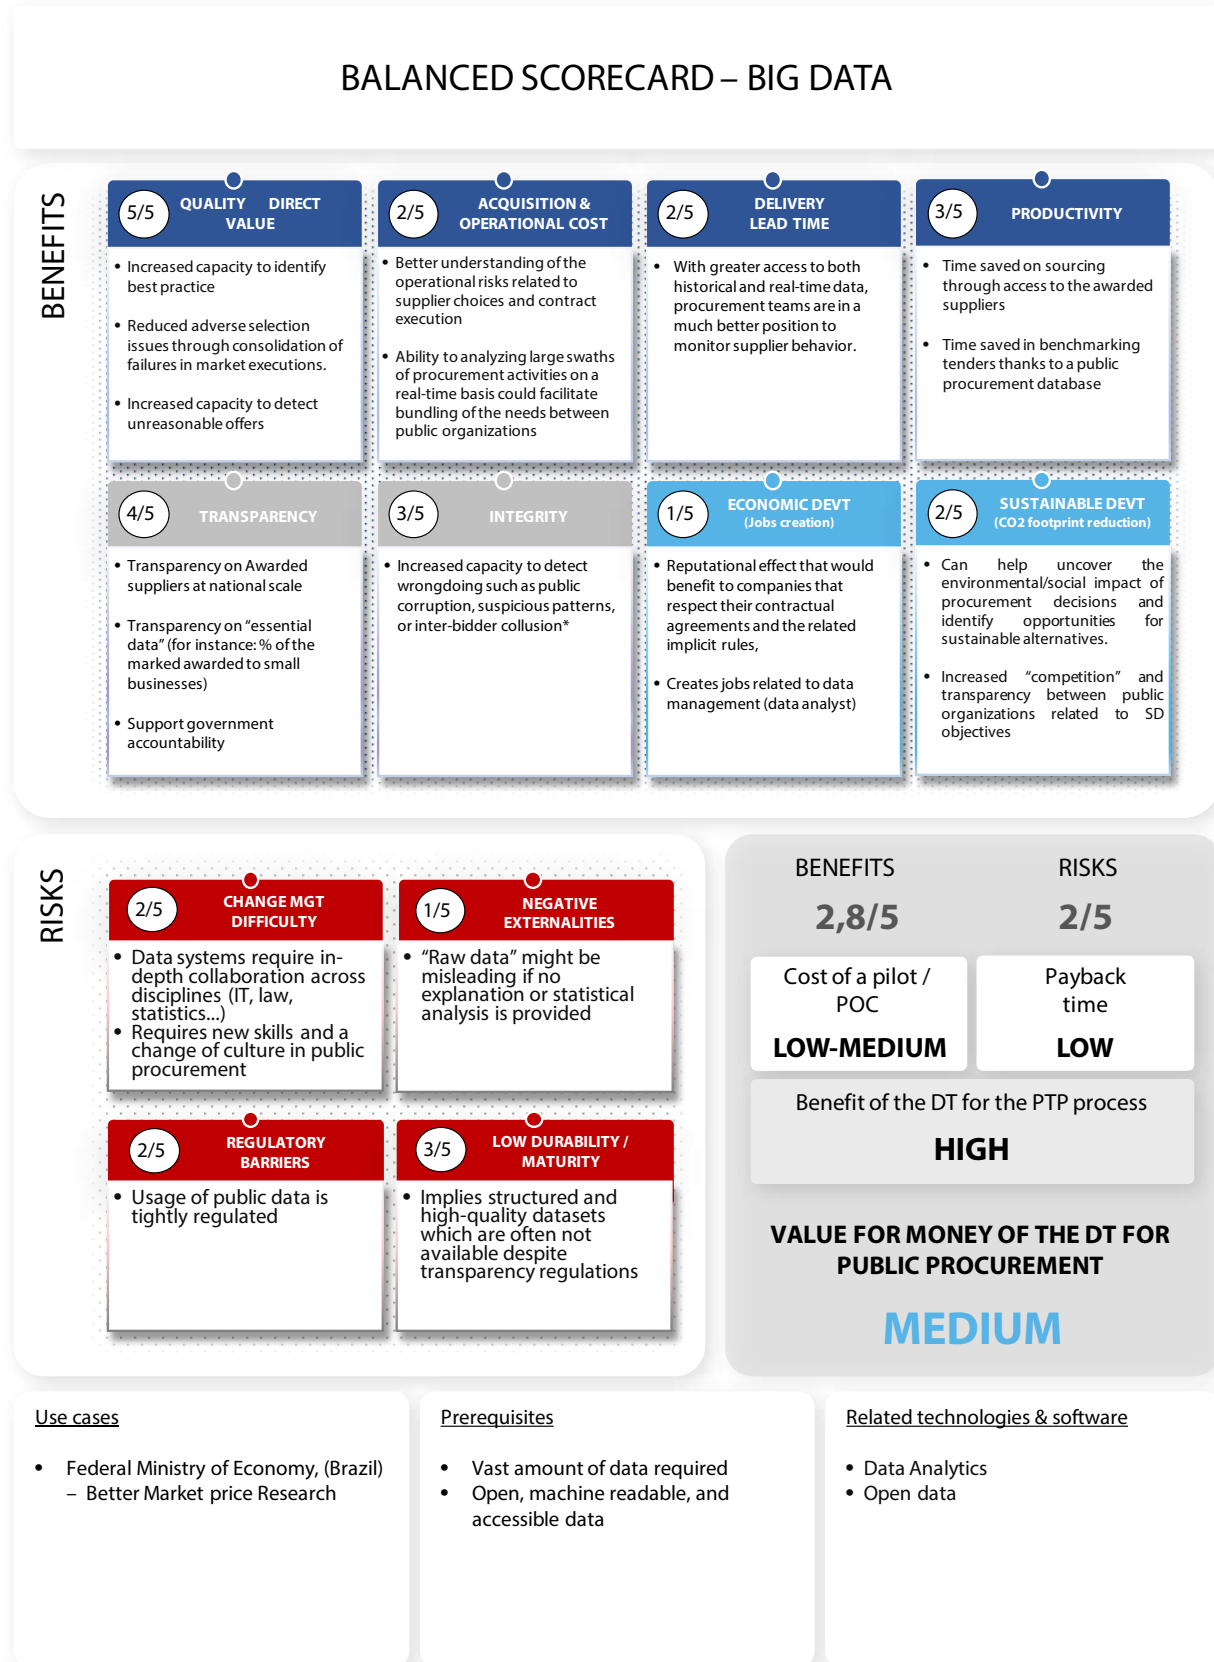 BALANCED SCORECARD – BIG DATA
BENEFITS
5/5
QUALITY DIRECT
VALUE
• Increased capacity to identify
best practice
• Reduced adverse selection
issues through consolidation of
failures in market executions.
• Increased capacity to detect
unreasonable offers
2/5
ACQUISITION &
OPERATIONAL COST
• Better understanding of the
operational risks related to
supplier choices and contract
execution
• Ability to analyzing large swaths
of procurement activities on a
real-time basis could facilitate
bundling of the needs between
public organizations
2/5
DELIVERY
LEAD TIME
• With greater access to both
historical and real-time data,
procurement teams are in a
much better position to
monitor supplier behavior.
3/5
PRODUCTIVITY
• Time saved on sourcing
through access to the awarded
suppliers
• Time saved in benchmarking
tenders thanks to a public
procurement database
4/5
TRANSPARENCY
• Transparency on Awarded
suppliers at national scale
• Transparency on “essential
data” (for instance: % of the
marked awarded to small
businesses)
• Support government
accountability
3/5
INTEGRITY
• Increased capacity to detect
wrongdoing such as public
corruption, suspicious patterns,
or inter-bidder collusion*
1/5
ECONOMIC DEVT
(Jobs creation)
• Reputational effect that would
benefit to companies that
respect their contractual
agreements and the related
implicit rules,
• Creates jobs related to data
management (data analyst)
2/5
SUSTAINABLE DEVT
(CO2 footprint reduction)
• Can help uncover the
environmental/social impact of
procurement decisions and
identify opportunities for
sustainable alternatives.
• Increased “competition” and
transparency between public
organizations related to SD
objectives
RISKS
2/5
CHANGE MGT
DIFFICULTY
• Data systems require in-
depth collaboration across
disciplines (IT, law,
statistics...)
• Requires new skills and a
change of culture in public
procurement
1/5
NEGATIVE
EXTERNALITIES
• “Raw data” might be
misleading if no
explanation or statistical
analysis is provided
2/5
REGULATORY
BARRIERS
• Usage of public data is
tightly regulated
3/5
LOW DURABILITY /
MATURITY
• Implies structured and
high-quality datasets
which are often not
available despite
transparency regulations
BENEFITS
2,8/5
RISKS
2/5
Cost of a pilot /
POC
LOW-MEDIUM
Payback
time
LOW
Benefit of the DT for the PTP process
HIGH
VALUE FOR MONEY OF THE DT FOR
PUBLIC PROCUREMENT
MEDIUM
Use cases
• Federal Ministry of Economy, (Brazil)
– Better Market price Research
Prerequisites
• Vast amount of data required
• Open, machine readable, and
accessible data
Related technologies & software
• Data Analytics
• Open data